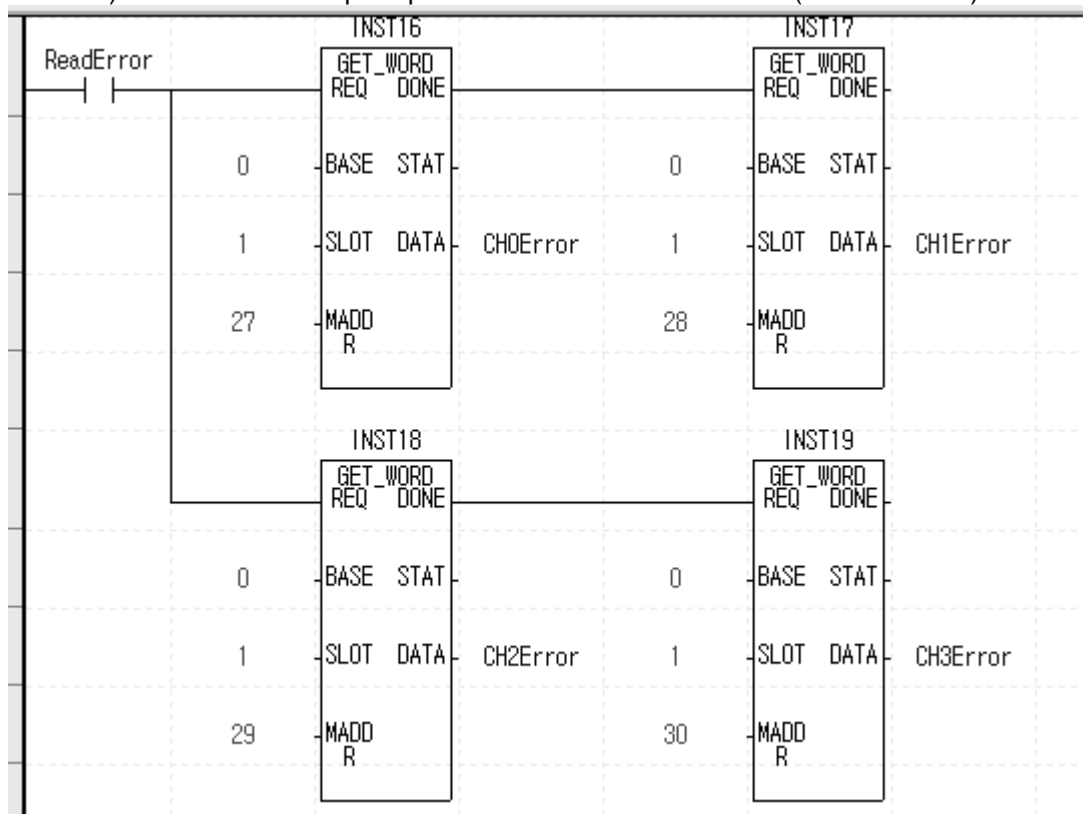 INST16 INST17
ReadError GET_WORD GET_WORD
REQ DONE REQ DONE
0 BASE STAT 0 BASE STAT
1 SLOT DATA CH0Error 1 SLOT DATA CH1Error
27 MADD 28 MADD
R R
INST18 INST19
GET_WORD GET_WORD
REQ DONE REQ DONE
0 BASE STAT 0 BASE STAT
1 SLOT DATA CH2Error 1 SLOT DATA CH3Error
29 MADD 30 MADD
R R